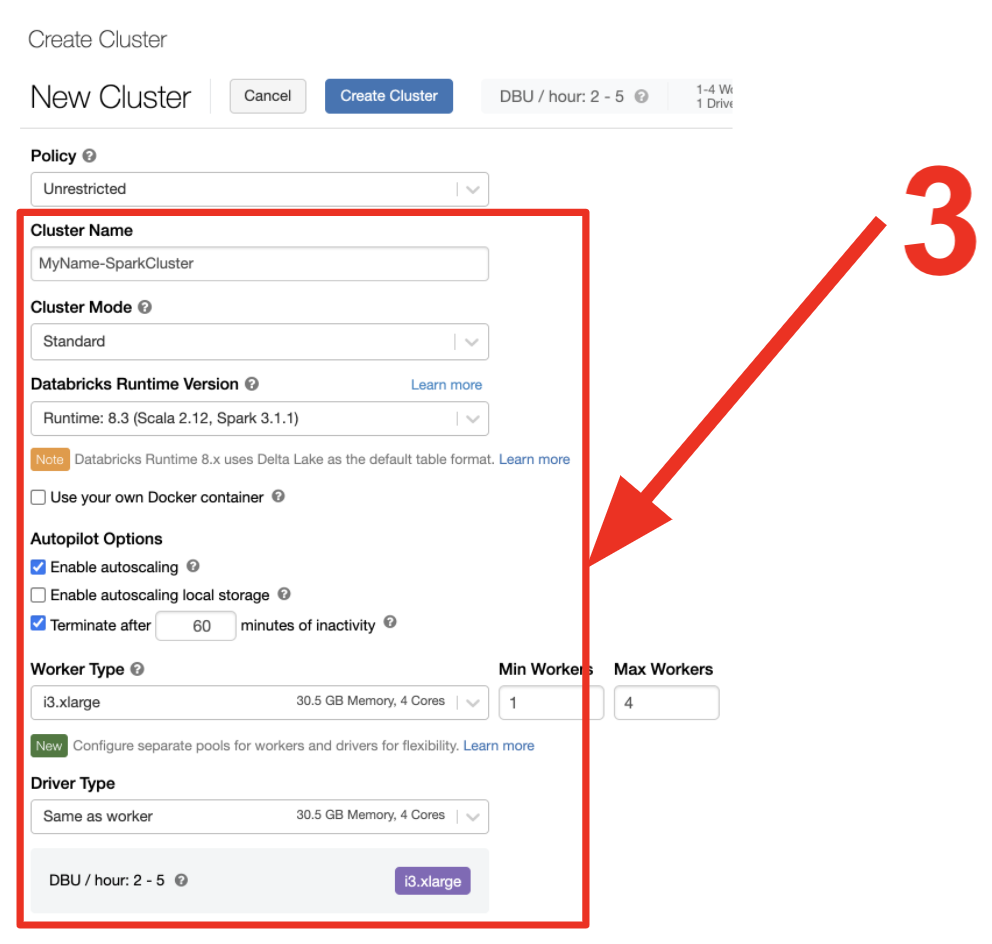 Create Cluster
New Cluster Cancel Create Cluster DBU / hour: 2 - 5 1-4 Wo
1 Drive
Policy
Unrestricted
3
Cluster Name
MyName-SparkCluster
Cluster Mode
Standard
Databricks Runtime Version Learn more
Runtime: 8.3 (Scala 2.12, Spark 3.1.1)
Note Databricks Runtime 8.x uses Delta Lake as the default table format. Learn more
Use your own Docker container
Autopilot Options
Enable autoscaling
Enable autoscaling local storage
Terminate after 60 minutes of inactivity
Worker Type Min Workers Max Workers
i3.xlarge 30.5 GB Memory, 4 Cores 1 4
New Configure separate pools for workers and drivers for flexibility. Learn more
Driver Type
Same as worker 30.5 GB Memory, 4 Cores
DBU / hour: 2 - 5 i3.xlarge